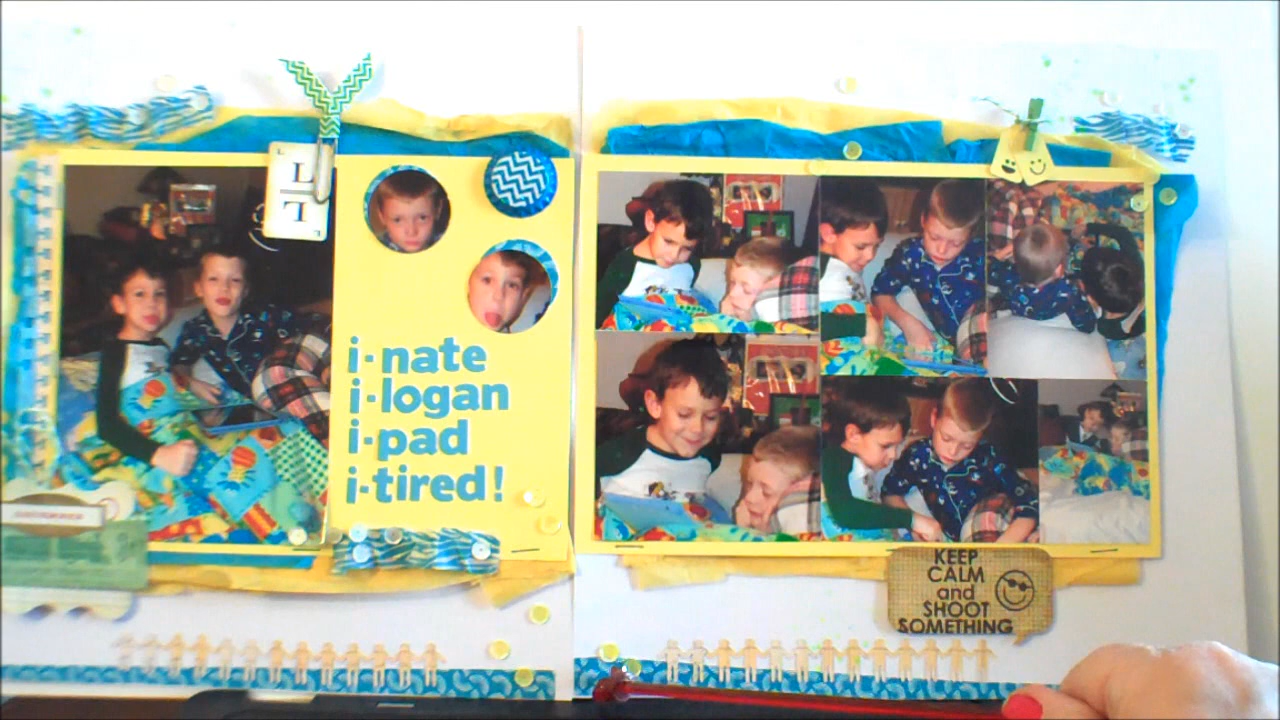 L
i-nate
i-logan
i-pad
i-tired!
KEEP
CALM
and
SHOOT
SOMETHING